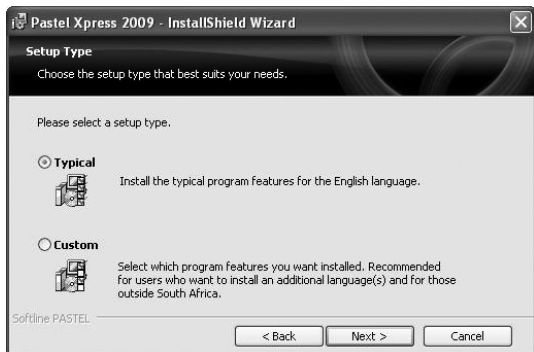 Pastel Xpress 2009 - InstallShield Wizard
Setup Type
Choose the setup type that best suits your needs.
Please select a setup type.
Typical
Install the typical program features for the English language.
Custom
Select which program features you want installed. Recommended
for users who want to install an additional language(s) and for those
outside South Africa.
Softline PASTEL
< Back Next > Cancel